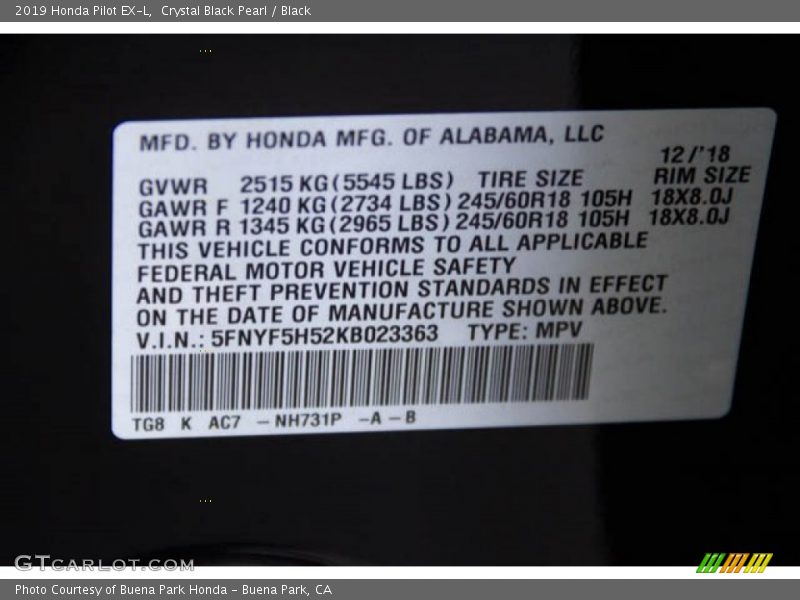 2019 Honda Pilot EX-L,  Crystal Black Pearl / Black
MFD. BY HONDA MFG. OF ALABAMA, LLC
12/'18
GVWR 2515 KG (5545 LBS) TIRE SIZE RIM SIZE
GAWR F 1240 KG (2734 LBS) 245/60R18 105H 18X8.0J
GAWR R 1345 KG (2965 LBS) 245/60R18 105H 18X8.0J
THIS VEHICLE CONFORMS TO ALL APPLICABLE
FEDERAL MOTOR VEHICLE SAFETY
AND THEFT PREVENTION STANDARDS IN EFFECT
ON THE DATE OF MANUFACTURE SHOWN ABOVE.
V.I.N.: 5FNYF5H52KB023363 TYPE: MPV
TG8 K AC7 -NH731P -A-B
GTCARLOT.COM
Photo Courtesy of Buena Park Honda - Buena Park, CA